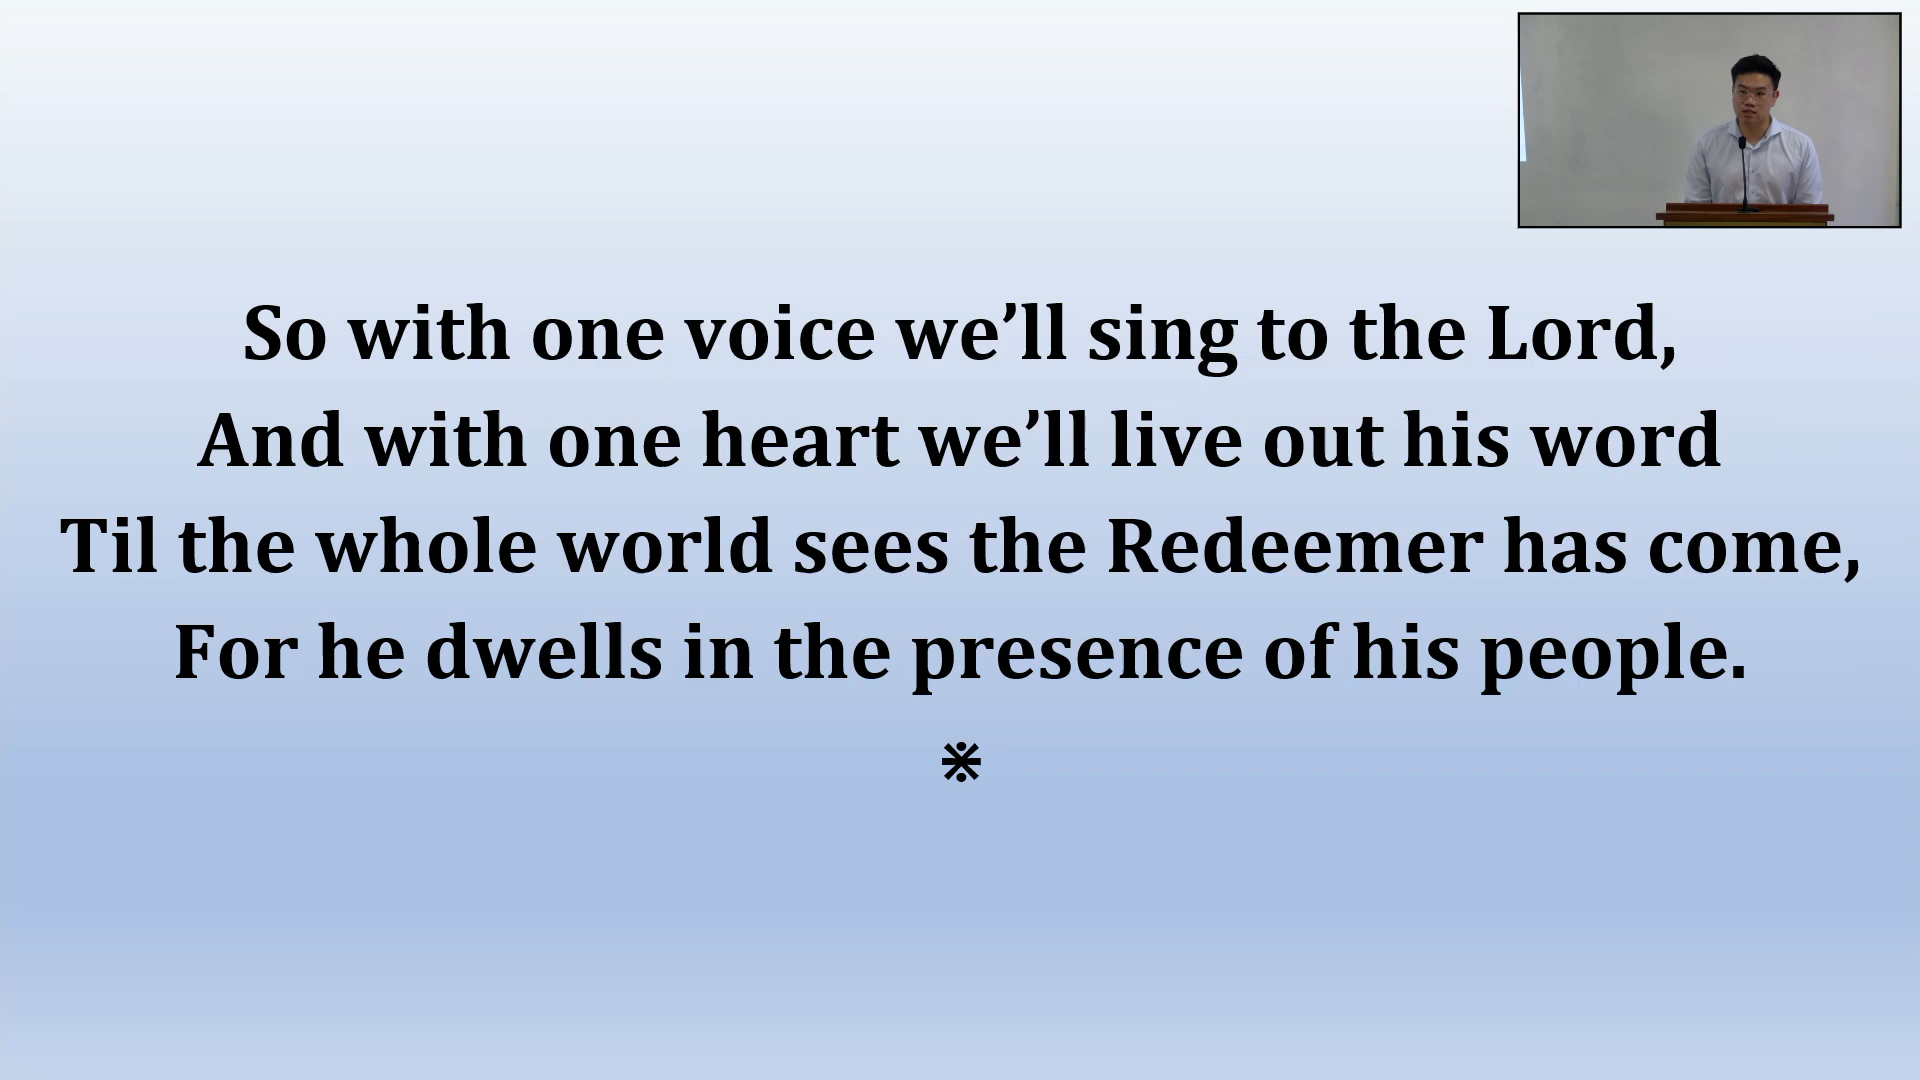 So with one voice we’ll sing to the Lord,
And with one heart we’ll live out his word
Til the whole world sees the Redeemer has come,
For he dwells in the presence of his people.
※